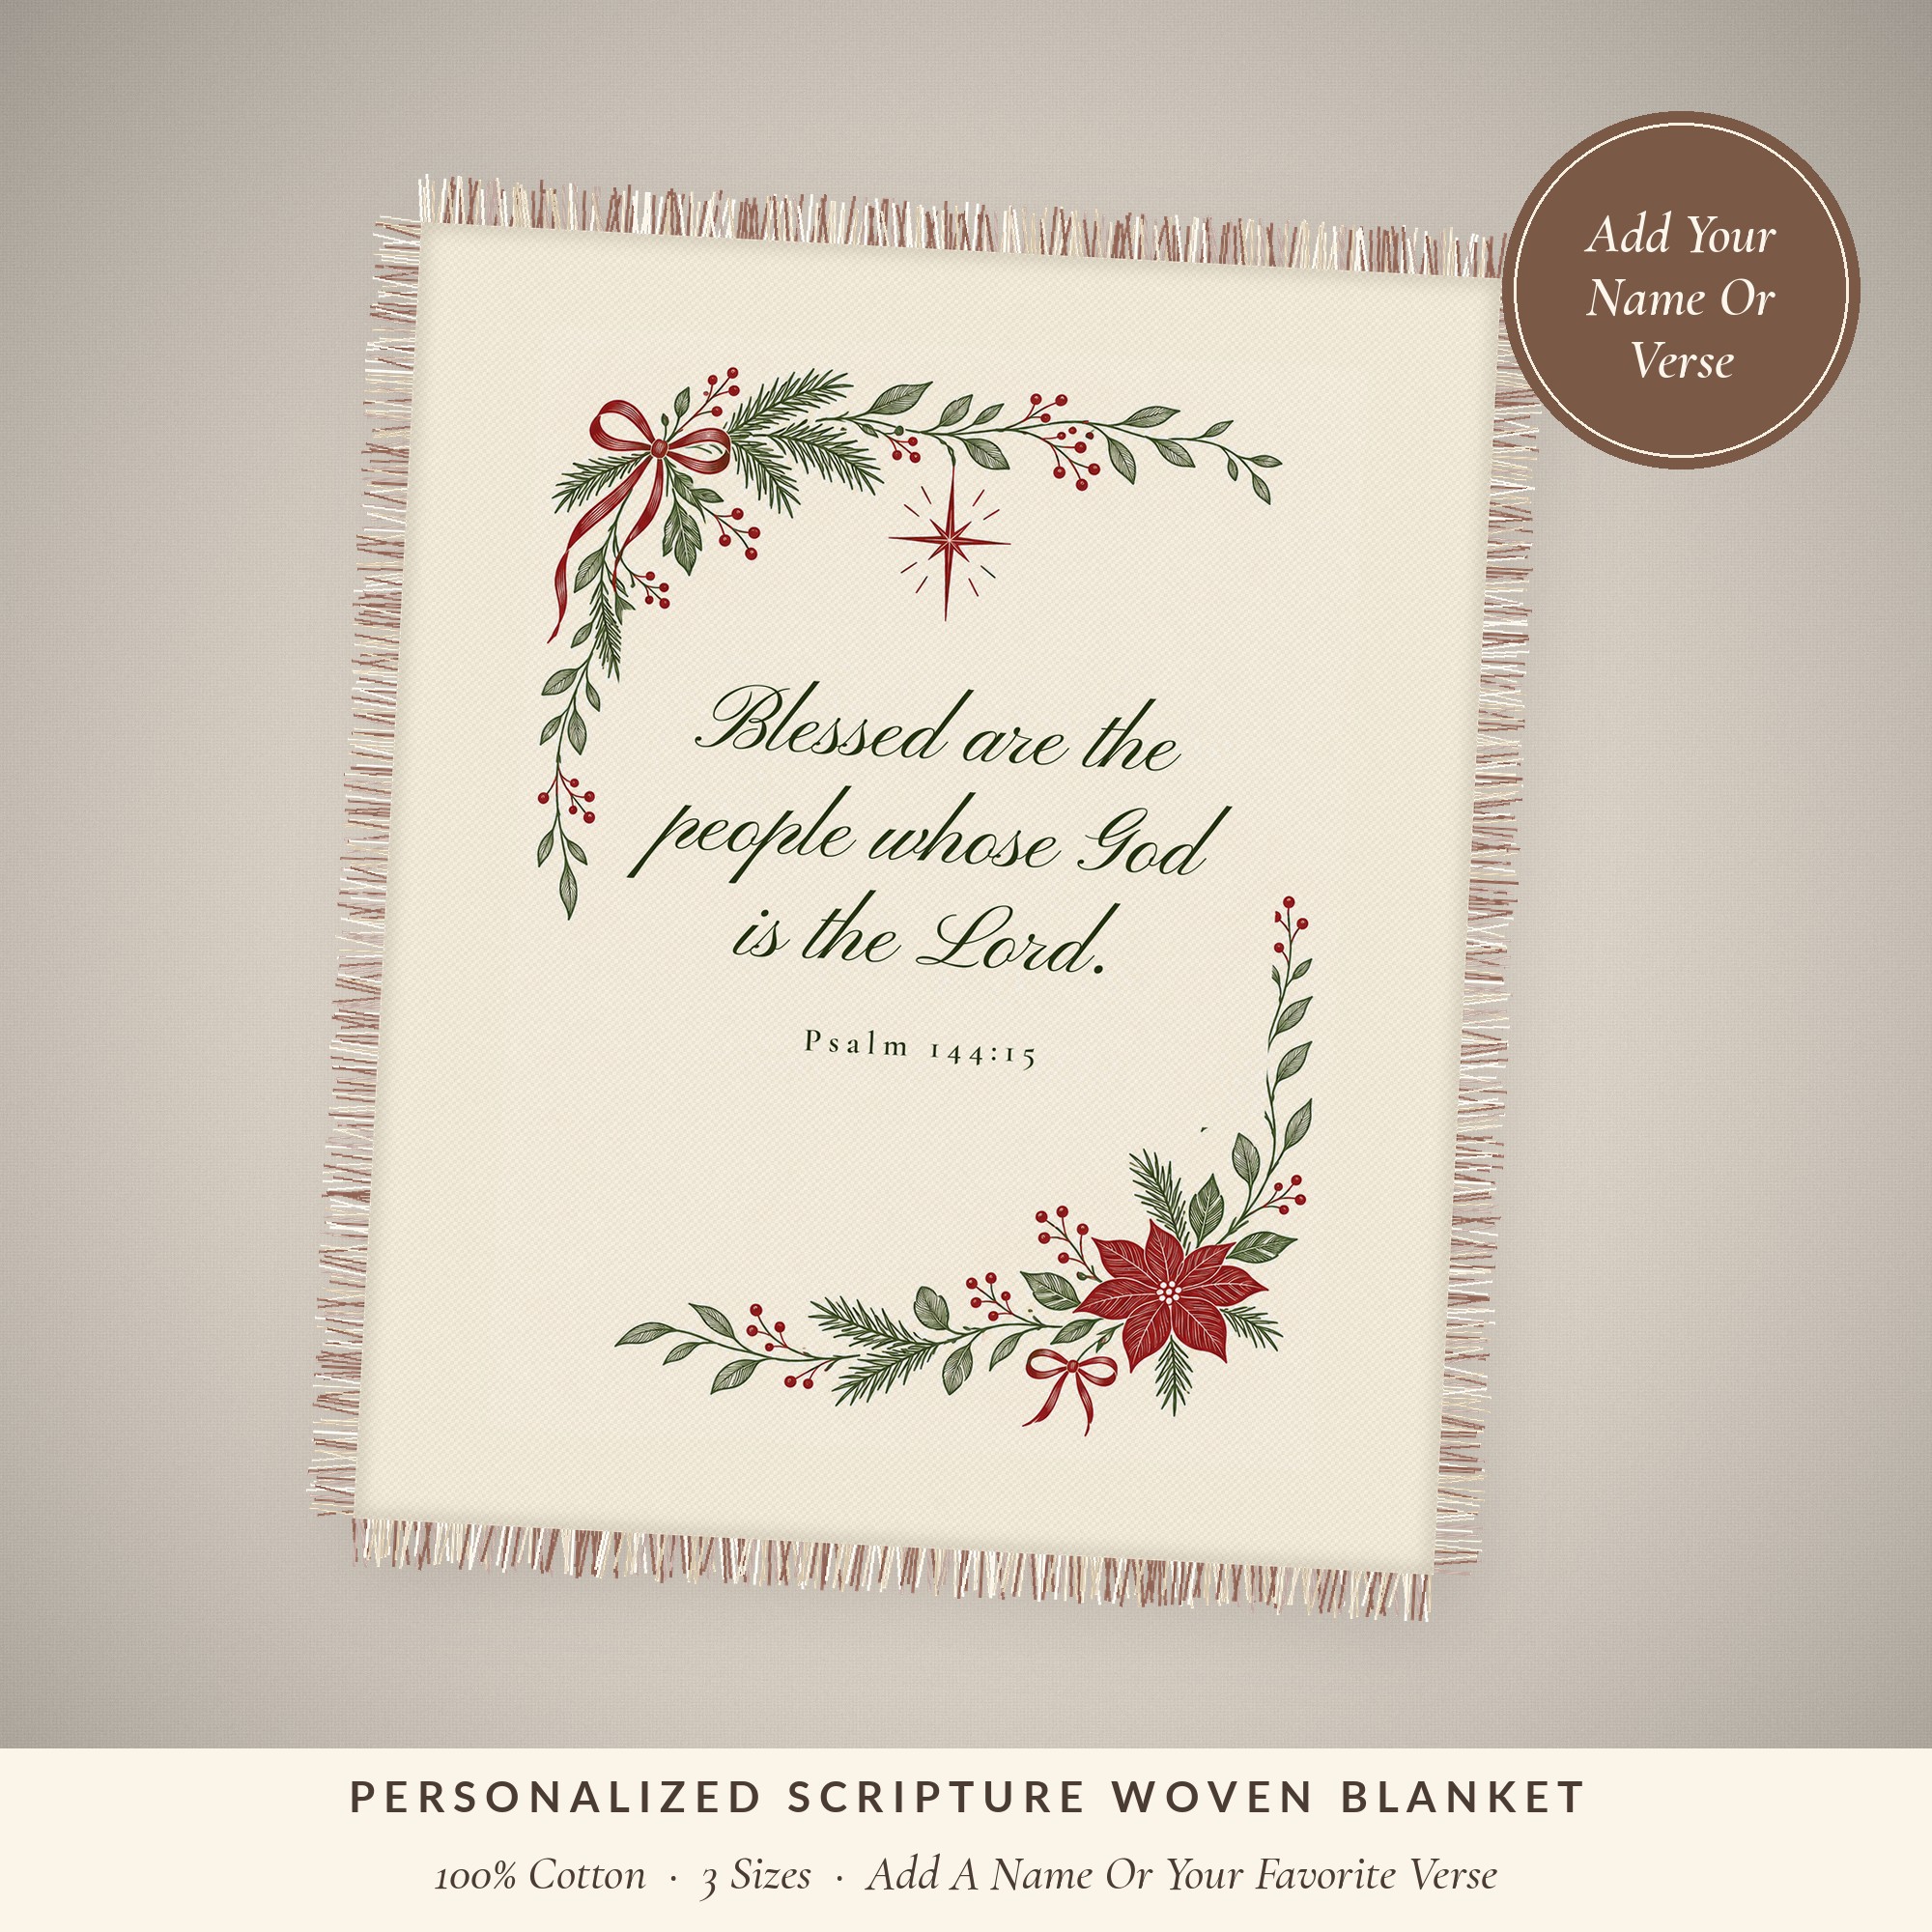 Add Your
Name Or
Verse
Blessed are the
people whose God
is the Lord.
Psalm 144:15
PERSONALIZED SCRIPTURE WOVEN BLANKET
100% Cotton · 3 Sizes · Add A Name Or Your Favorite Verse